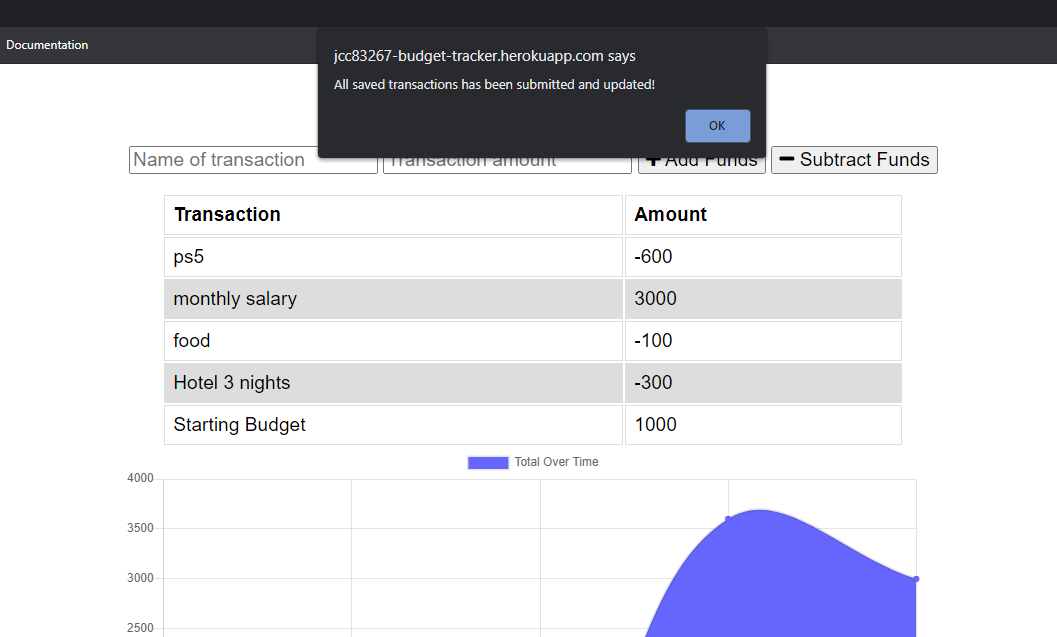 Documentation
jcc83267-budget-tracker.herokuapp.com says
All saved transactions has been submitted and updated!
OK
Name of transaction Transaction amount + Add Funds − Subtract Funds
Transaction Amount
ps5 -600
monthly salary 3000
food -100
Hotel 3 nights -300
Starting Budget 1000
Total Over Time
4000
3500
3000
2500